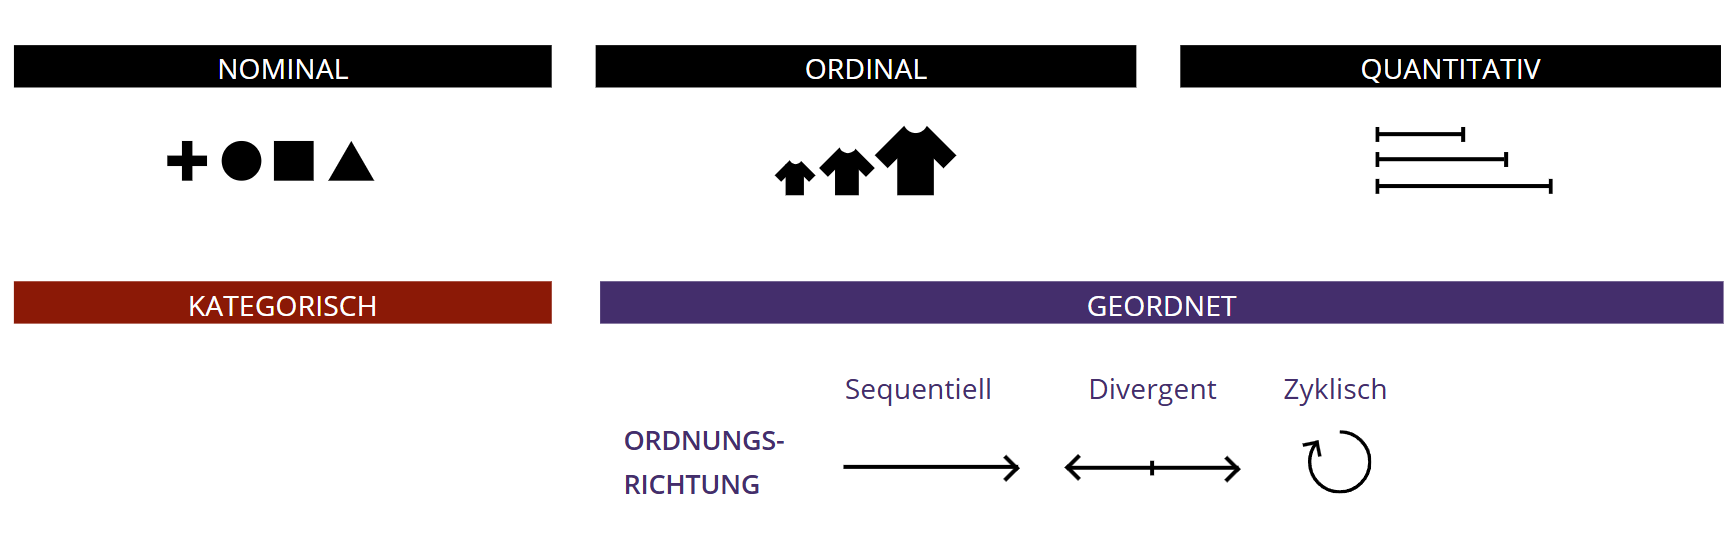 NOMINAL
ORDINAL
QUANTITATIV
KATEGORISCH
GEORDNET
Sequentiell
Divergent
Zyklisch
ORDNUNGS-
RICHTUNG